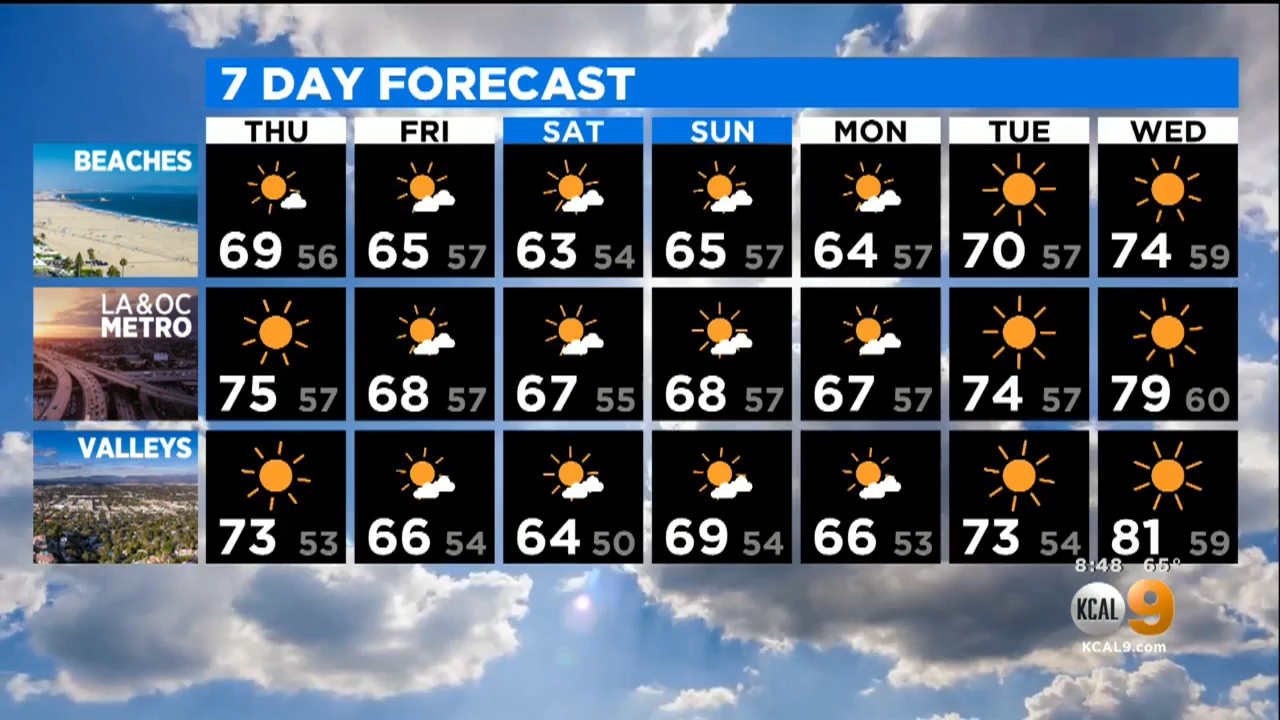 7 DAY FORECAST
THU FRI SAT SUN MON TUE WED
BEACHES
69 56 65 57 63 54 65 57 64 57 70 57 74 59
LA&OC
METRO
75 57 68 57 67 55 68 57 67 57 74 57 79 60
VALLEYS
73 53 66 54 64 50 69 54 66 53 73 54 81 59
8:48 65°
KCAL 9
KCAL9.com